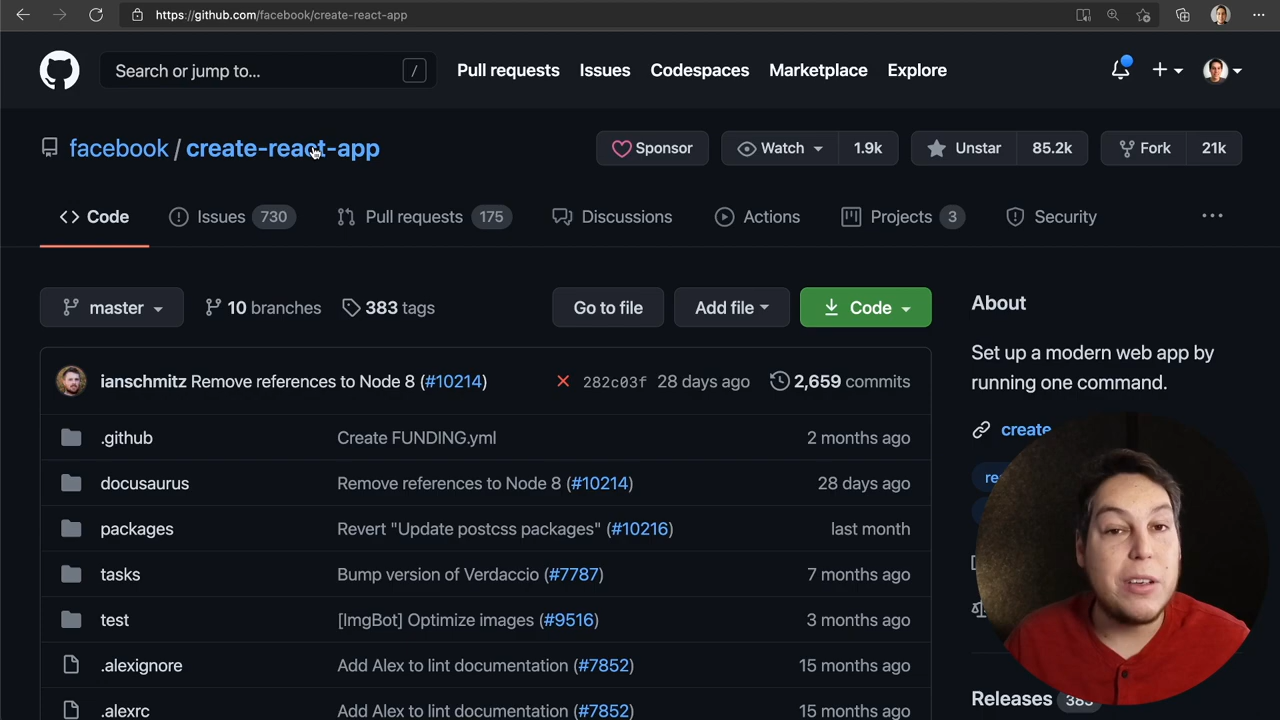 https://github.com/facebook/create-react-app
Search or jump to... /
Pull requests Issues Codespaces Marketplace Explore
facebook / create-react-app
Sponsor Watch 1.9k Unstar 85.2k Fork 21k
Code Issues 730 Pull requests 175 Discussions Actions Projects 3 Security
master 10 branches 383 tags Go to file Add file Code
About
Set up a modern web app by
running one command.
ianschmitz Remove references to Node 8 (#10214) 282c03f 28 days ago 2,659 commits
create
.github Create FUNDING.yml 2 months ago
docusaurus Remove references to Node 8 (#10214) 28 days ago
packages Revert "Update postcss packages" (#10216) last month
tasks Bump version of Verdaccio (#7787) 7 months ago
test [ImgBot] Optimize images (#9516) 3 months ago
.alexignore Add Alex to lint documentation (#7852) 15 months ago
.alexrc Add Alex to lint documentation (#7852) 15 months ago
Releases